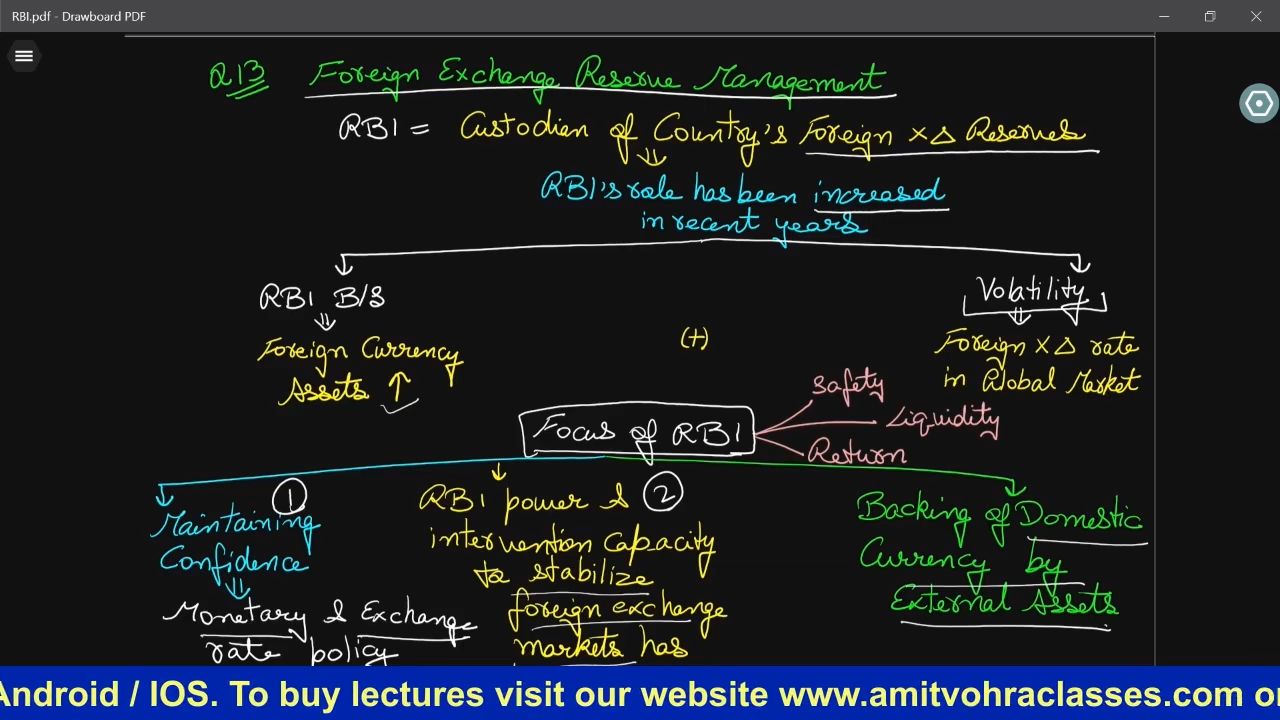 RBI.pdf - Drawboard PDF
Q13 Foreign Exchange Reserve Management
RBI = Custodian of Country's Foreign x∆ Reserves
RBI's role has been increased
in recent years
RBI B/S
Volatility
Foreign Currency
Assets ↑
(+)
Foreign x∆ rate
in Global Market
Focus of RBI
Safety
Liquidity
Return
①
Maintaining
Confidence
Monetary & Exchange
rate policy
RBI power & ②
intervention capacity
to stabilize
foreign exchange
markets has
Backing of Domestic
Currency by
External Assets
Android / IOS. To buy lectures visit our website www.amitvohraclasses.com o